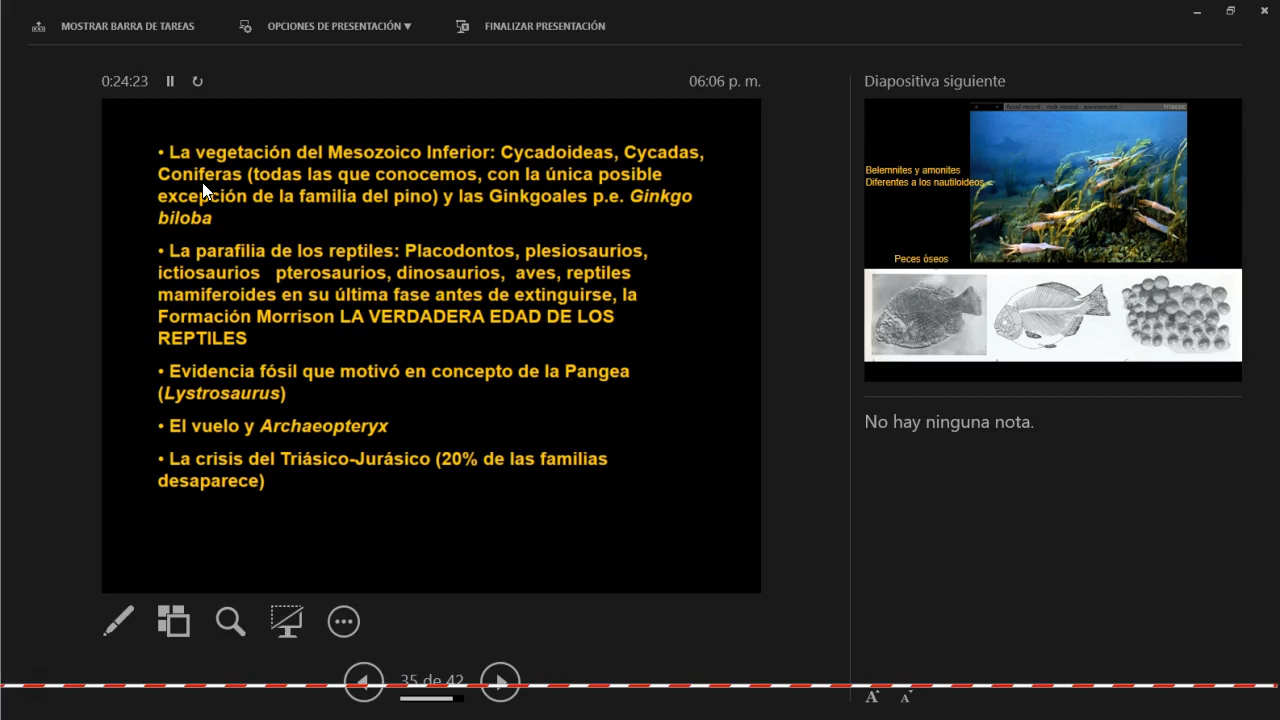 MOSTRAR BARRA DE TAREAS
OPCIONES DE PRESENTACIÓN ▼
FINALIZAR PRESENTACIÓN
0:24:23
06:06 p. m.
• La vegetación del Mesozoico Inferior: Cycadoideas, Cycadas,
Coniferas (todas las que conocemos, con la única posible
excepción de la familia del pino) y las Ginkgoales p.e. Ginkgo
biloba
• La parafilia de los reptiles: Placodontos, plesiosaurios,
ictiosaurios pterosaurios, dinosaurios, aves, reptiles
mamiferoides en su última fase antes de extinguirse, la
Formación Morrison LA VERDADERA EDAD DE LOS
REPTILES
• Evidencia fósil que motivó en concepto de la Pangea
(Lystrosaurus)
• El vuelo y Archaeopteryx
• La crisis del Triásico-Jurásico (20% de las familias
desaparece)
35 de 42
Diapositiva siguiente
Belemnites y amonites
Diferentes a los nautiloideos
Peces óseos
No hay ninguna nota.
A A